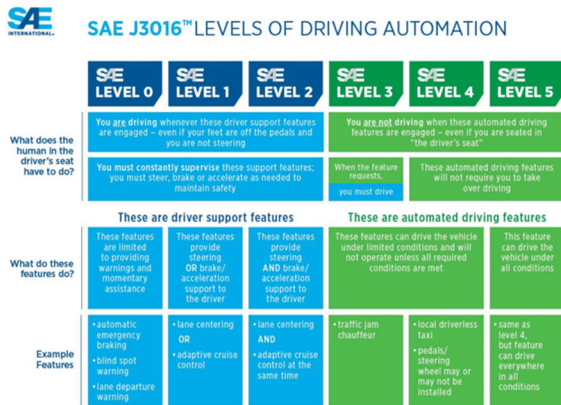 SAE
INTERNATIONAL®
SAE J3016™ LEVELS OF DRIVING AUTOMATION
SAE
LEVEL 0
SAE
LEVEL 1
SAE
LEVEL 2
SAE
LEVEL 3
SAE
LEVEL 4
SAE
LEVEL 5
What does the
human in the
driver's seat
have to do?
You are driving whenever these driver support features
are engaged – even if your feet are off the pedals and
you are not steering
You are not driving when these automated driving
features are engaged – even if you are seated in
"the driver's seat"
You must constantly supervise these support features;
you must steer, brake or accelerate as needed to
maintain safety
When the feature
requests,
you must drive
These automated driving features
will not require you to take
over driving
These are driver support features
These are automated driving features
What do these
features do?
These features
are limited
to providing
warnings and
momentary
assistance
These features
provide
steering
OR brake/
acceleration
support to
the driver
These features
provide
steering
AND brake/
acceleration
support to
the driver
These features can drive the vehicle
under limited conditions and will
not operate unless all required
conditions are met
This feature
can drive the
vehicle under
all conditions
Example
Features
•automatic
emergency
braking
•blind spot
warning
•lane departure
warning
•lane centering
OR
•adaptive cruise
control
•lane centering
AND
•adaptive cruise
control at the
same time
•traffic jam
chauffeur
•local driverless
taxi
•pedals/
steering
wheel may or
may not be
installed
•same as
level 4,
but feature
can drive
everywhere
in all
conditions